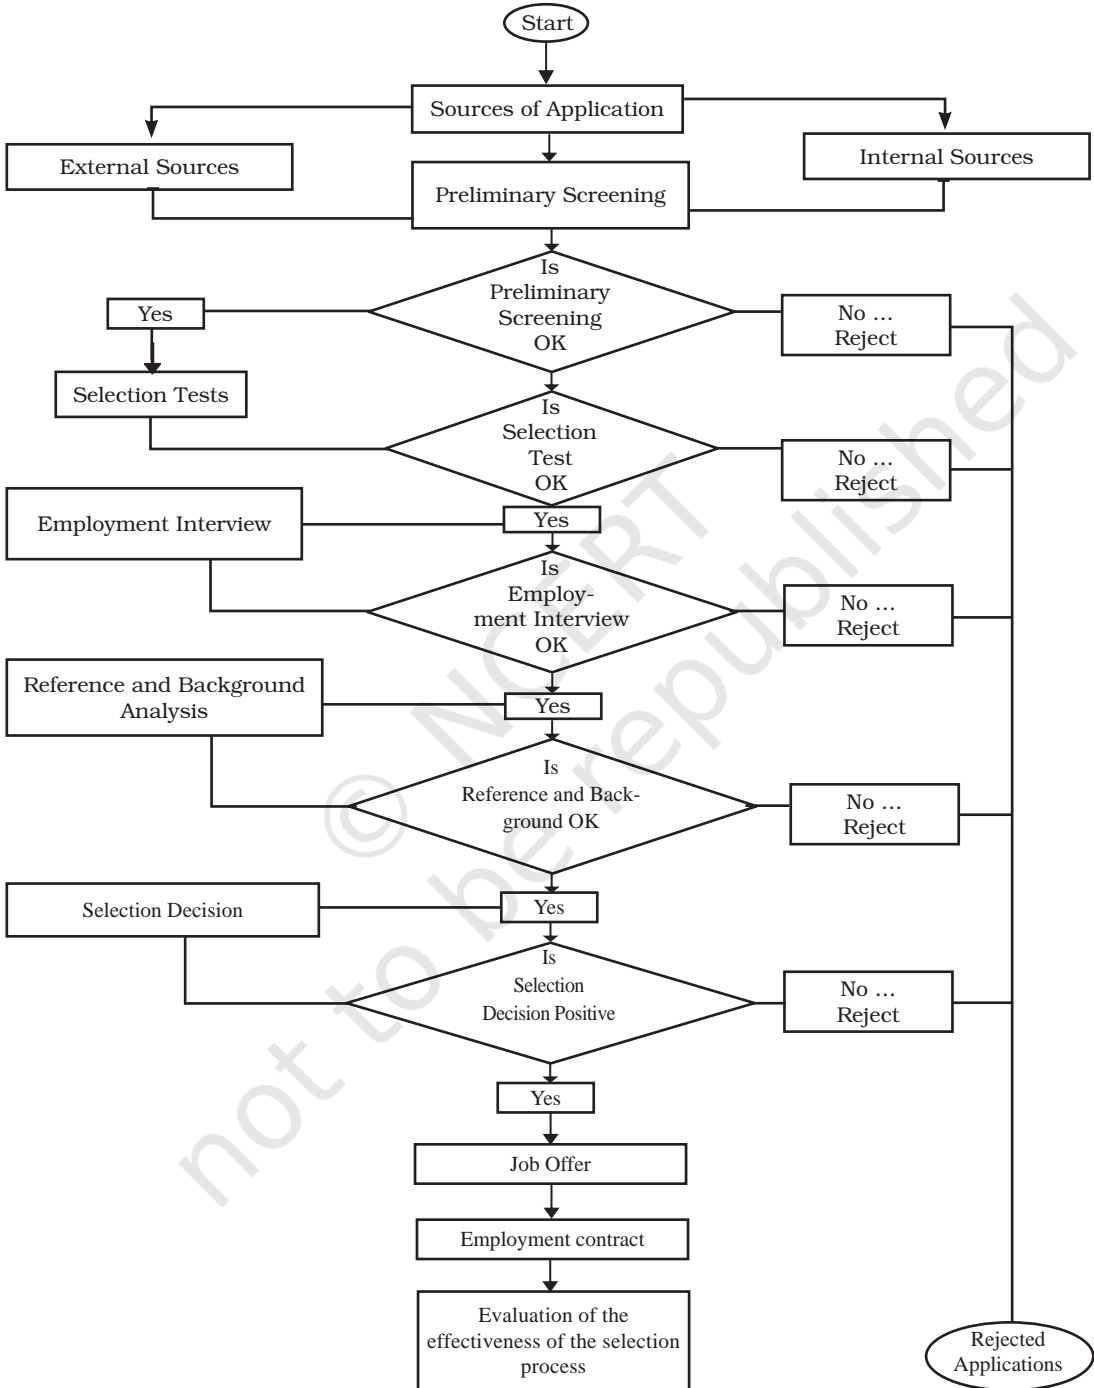 Start
Sources of Application
External Sources
Internal Sources
Preliminary Screening
Is
Preliminary
Screening
OK
Yes
No ...
Reject
Selection Tests
Is
Selection
Test
OK
No ...
Reject
Employment Interview
Yes
Is
Employ-
ment Interview
OK
No ...
Reject
Reference and Background
Analysis
Yes
Is
Reference and Back-
ground OK
No ...
Reject
Selection Decision
Yes
Is
Selection
Decision Positive
No ...
Reject
Yes
Job Offer
Employment contract
Evaluation of the
effectiveness of the selection
process
Rejected
Applications
© NCERT
not to be republished